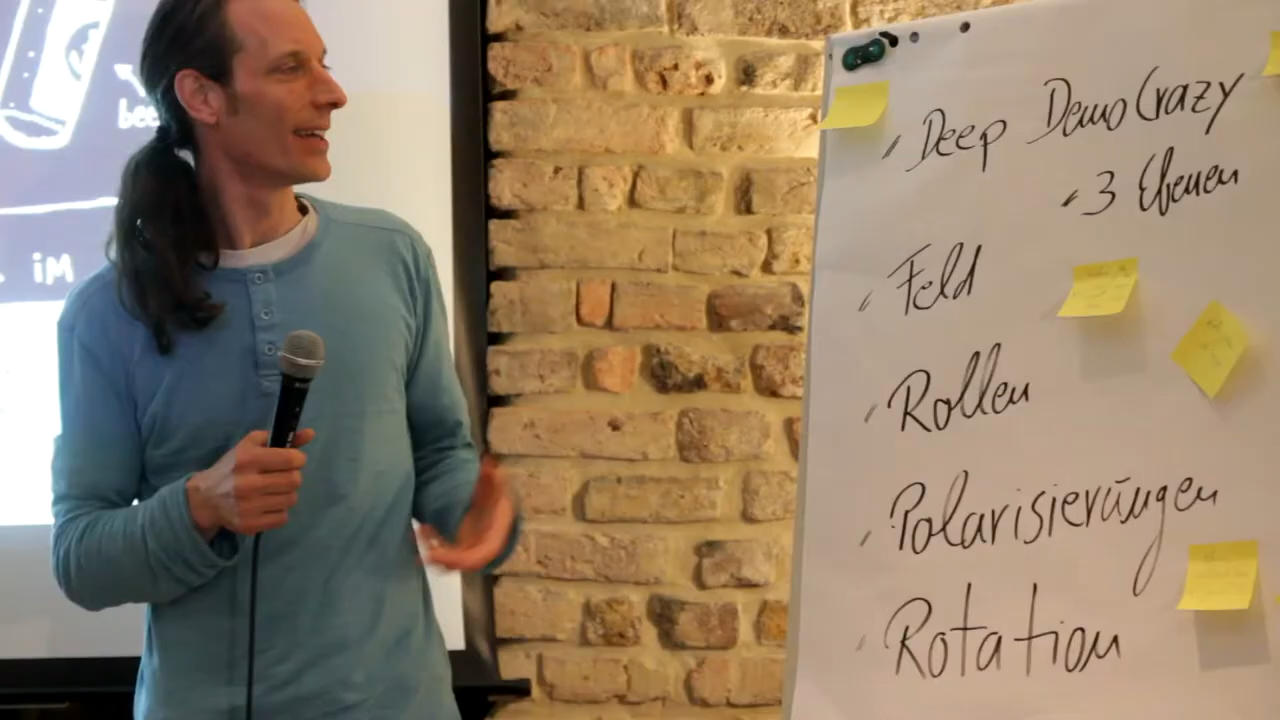 bee
iM
Deep DemoCrazy
3 Ebenen
Feld
Rollen
Polarisierungen
Rotation